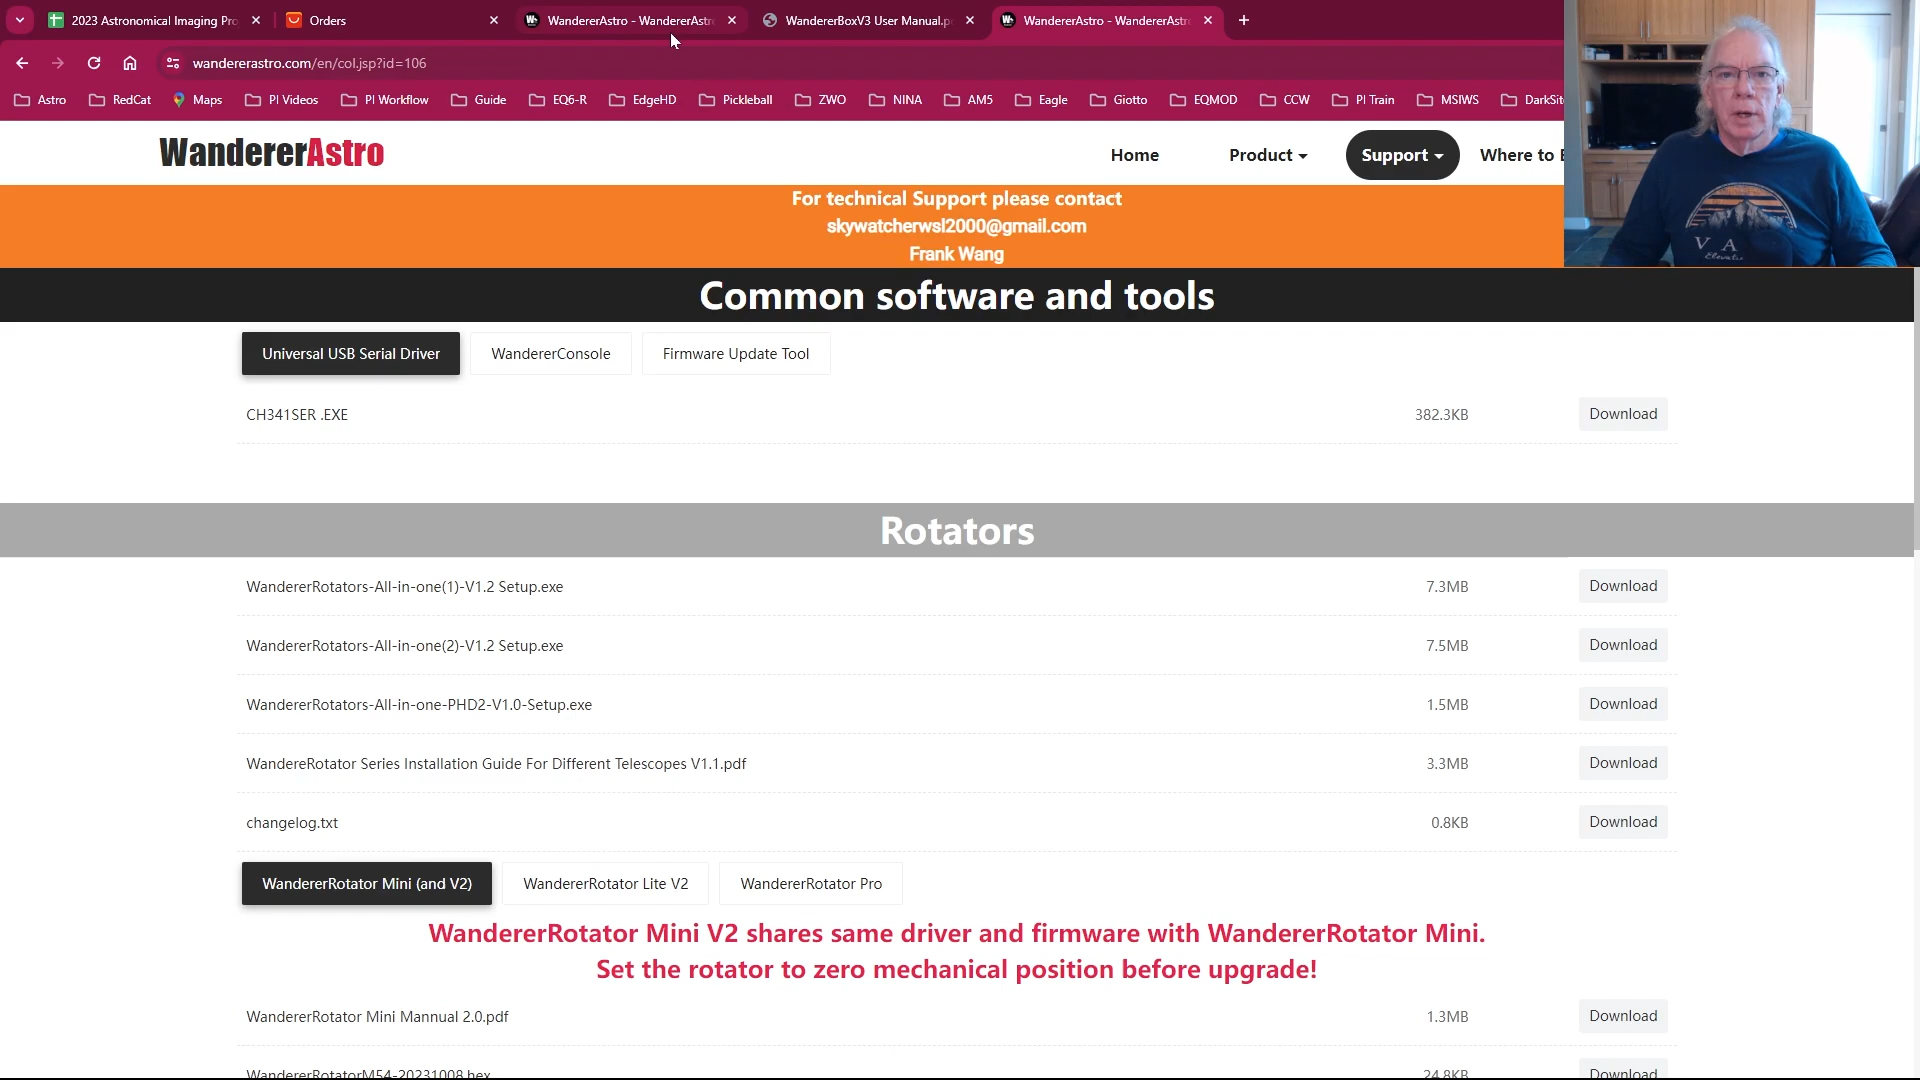 2023 Astronomical Imaging Pro
Orders
WandererAstro - WandererAstr
WandererBoxV3 User Manual.p
WandererAstro - WandererAstr
wandererastro.com/en/col.jsp?id=106
Astro
RedCat
Maps
PI Videos
PI Workflow
Guide
EQ6-R
EdgeHD
Pickleball
ZWO
NINA
AM5
Eagle
Giotto
EQMOD
CCW
PI Train
MSIWS
DarkSit
WandererAstro
Home
Product
Support
Where to
For technical Support please contact
skywatcherwsl2000@gmail.com
Frank Wang
V A
Common software and tools
Universal USB Serial Driver
WandererConsole
Firmware Update Tool
CH341SER .EXE
382.3KB
Download
Rotators
WandererRotators-All-in-one(1)-V1.2 Setup.exe
7.3MB
Download
WandererRotators-All-in-one(2)-V1.2 Setup.exe
7.5MB
Download
WandererRotators-All-in-one-PHD2-V1.0-Setup.exe
1.5MB
Download
WandereRotator Series Installation Guide For Different Telescopes V1.1.pdf
3.3MB
Download
changelog.txt
0.8KB
Download
WandererRotator Mini (and V2)
WandererRotator Lite V2
WandererRotator Pro
WandererRotator Mini V2 shares same driver and firmware with WandererRotator Mini.
Set the rotator to zero mechanical position before upgrade!
WandererRotator Mini Mannual 2.0.pdf
1.3MB
Download
WandererRotatorM54-20231008.hex
24.8KB
Download